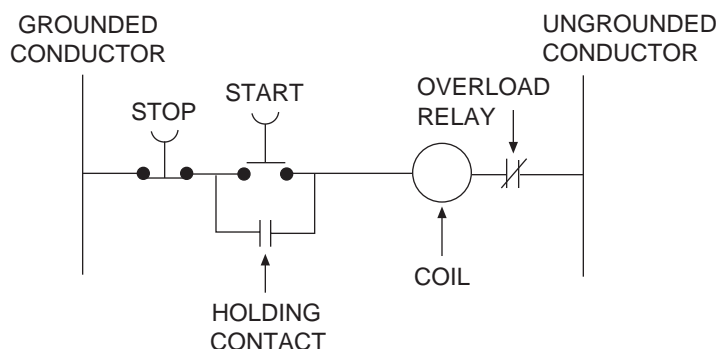 GROUNDED
CONDUCTOR
UNGROUNDED
CONDUCTOR
STOP
START
OVERLOAD
RELAY
COIL
HOLDING
CONTACT